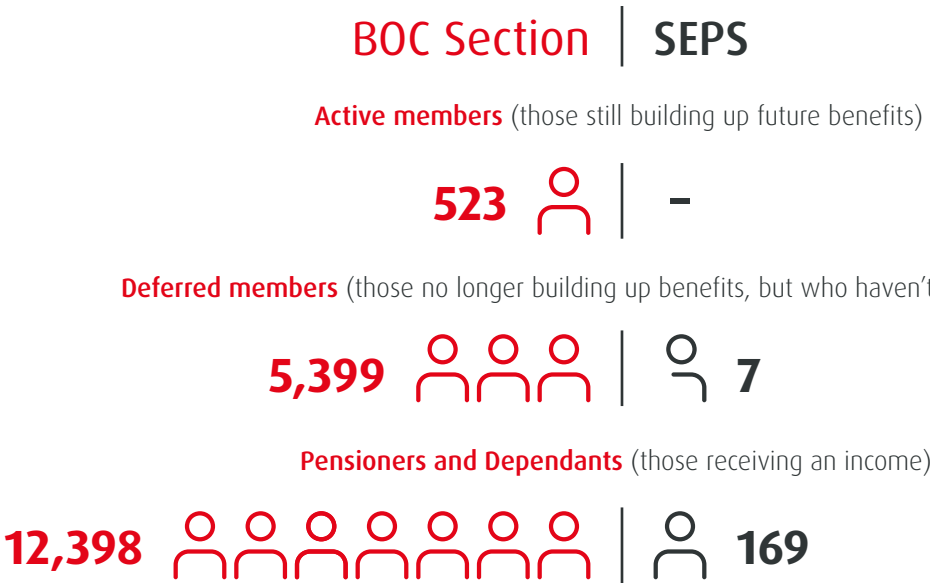 BOC Section | SEPS
Active members (those still building up future benefits)
523 –
Deferred members (those no longer building up benefits, but who haven’t
5,399 7
Pensioners and Dependants (those receiving an income)
12,398 169